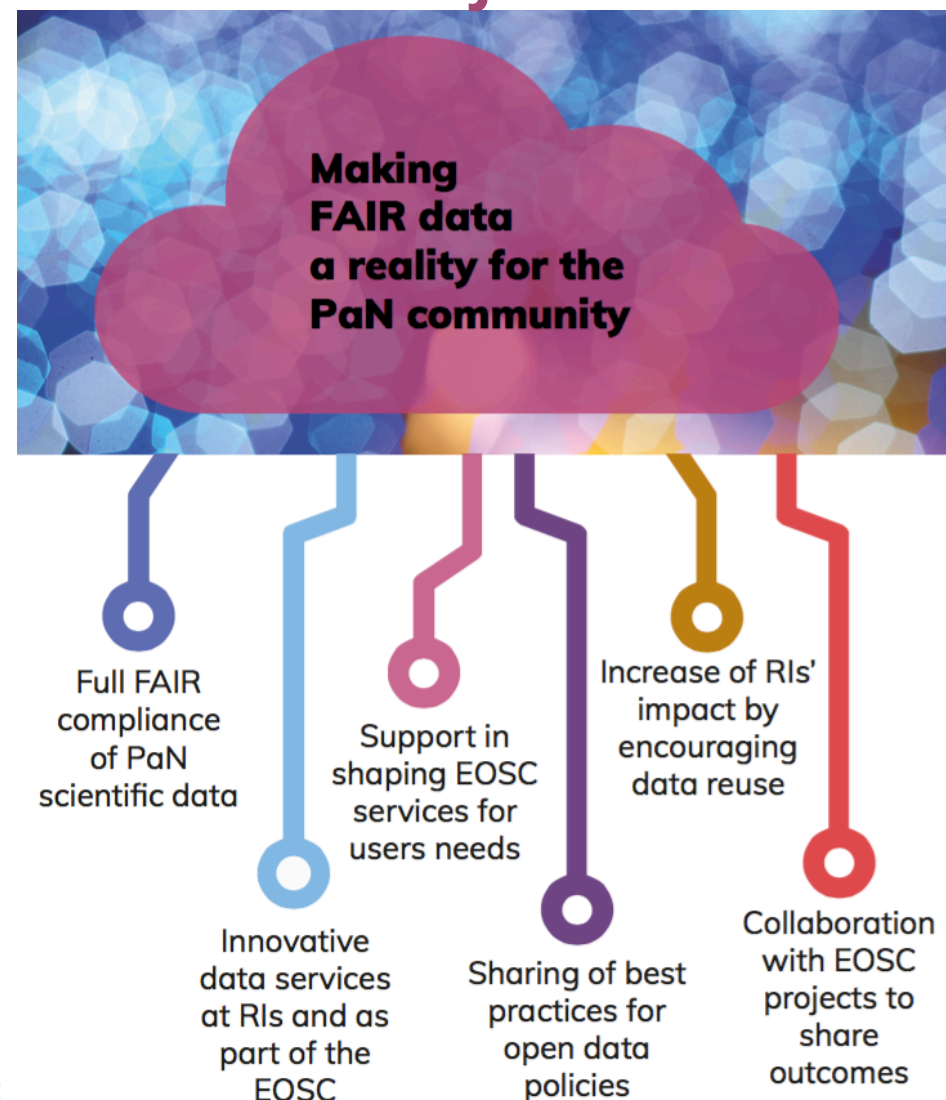 Making
FAIR data
a reality for the
PaN community
Full FAIR
compliance
of PaN
scientific data
Innovative
data services
at RIs and as
part of the
EOSC
Support in
shaping EOSC
services for
users needs
Sharing of best
practices for
open data
policies
Increase of RIs’
impact by
encouraging
data reuse
Collaboration
with EOSC
projects to
share
outcomes